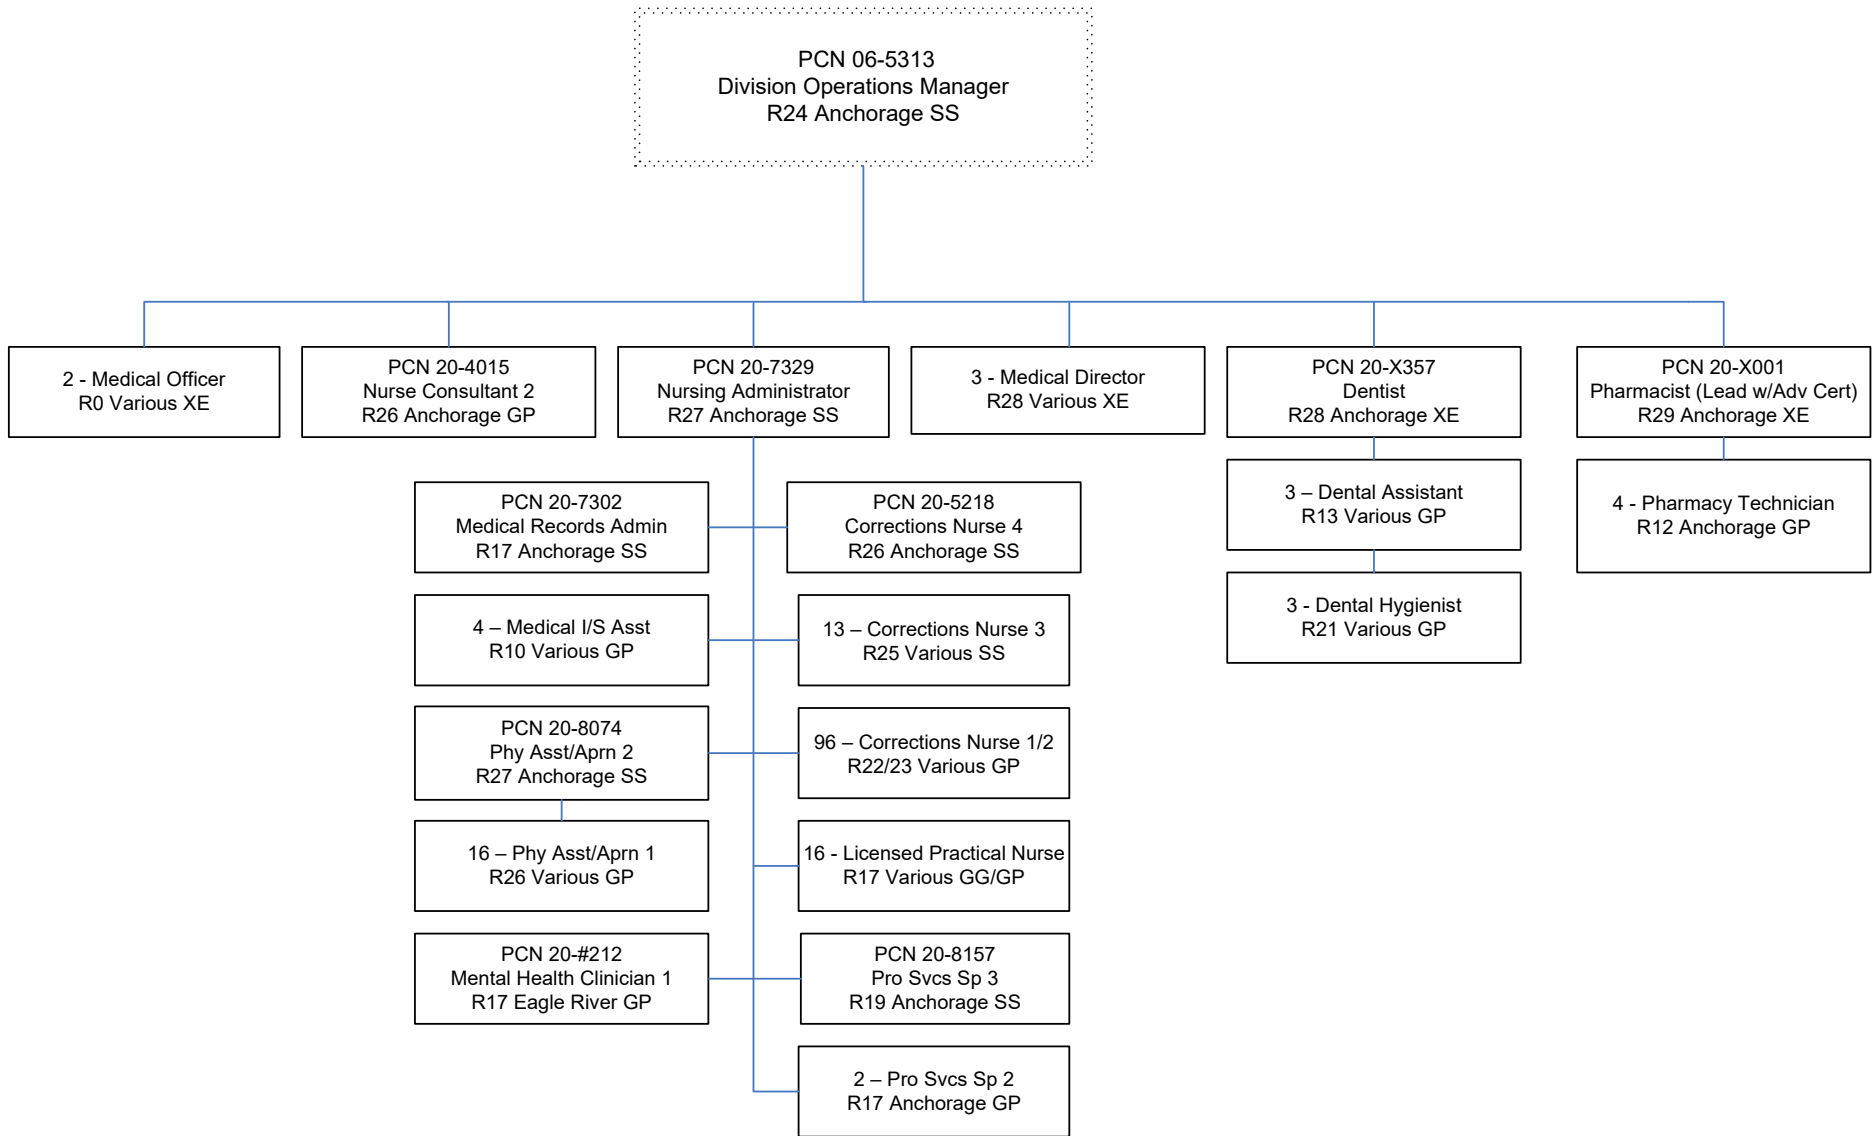 PCN 06-5313
Division Operations Manager
R24 Anchorage SS
2 - Medical Officer
R0 Various XE
PCN 20-4015
Nurse Consultant 2
R26 Anchorage GP
PCN 20-7329
Nursing Administrator
R27 Anchorage SS
3 - Medical Director
R28 Various XE
PCN 20-X357
Dentist
R28 Anchorage XE
PCN 20-X001
Pharmacist (Lead w/Adv Cert)
R29 Anchorage XE
PCN 20-7302
Medical Records Admin
R17 Anchorage SS
PCN 20-5218
Corrections Nurse 4
R26 Anchorage SS
3 – Dental Assistant
R13 Various GP
4 - Pharmacy Technician
R12 Anchorage GP
4 – Medical I/S Asst
R10 Various GP
13 – Corrections Nurse 3
R25 Various SS
3 - Dental Hygienist
R21 Various GP
PCN 20-8074
Phy Asst/Aprn 2
R27 Anchorage SS
96 – Corrections Nurse 1/2
R22/23 Various GP
16 – Phy Asst/Aprn 1
R26 Various GP
16 - Licensed Practical Nurse
R17 Various GG/GP
PCN 20-#212
Mental Health Clinician 1
R17 Eagle River GP
PCN 20-8157
Pro Svcs Sp 3
R19 Anchorage SS
2 – Pro Svcs Sp 2
R17 Anchorage GP